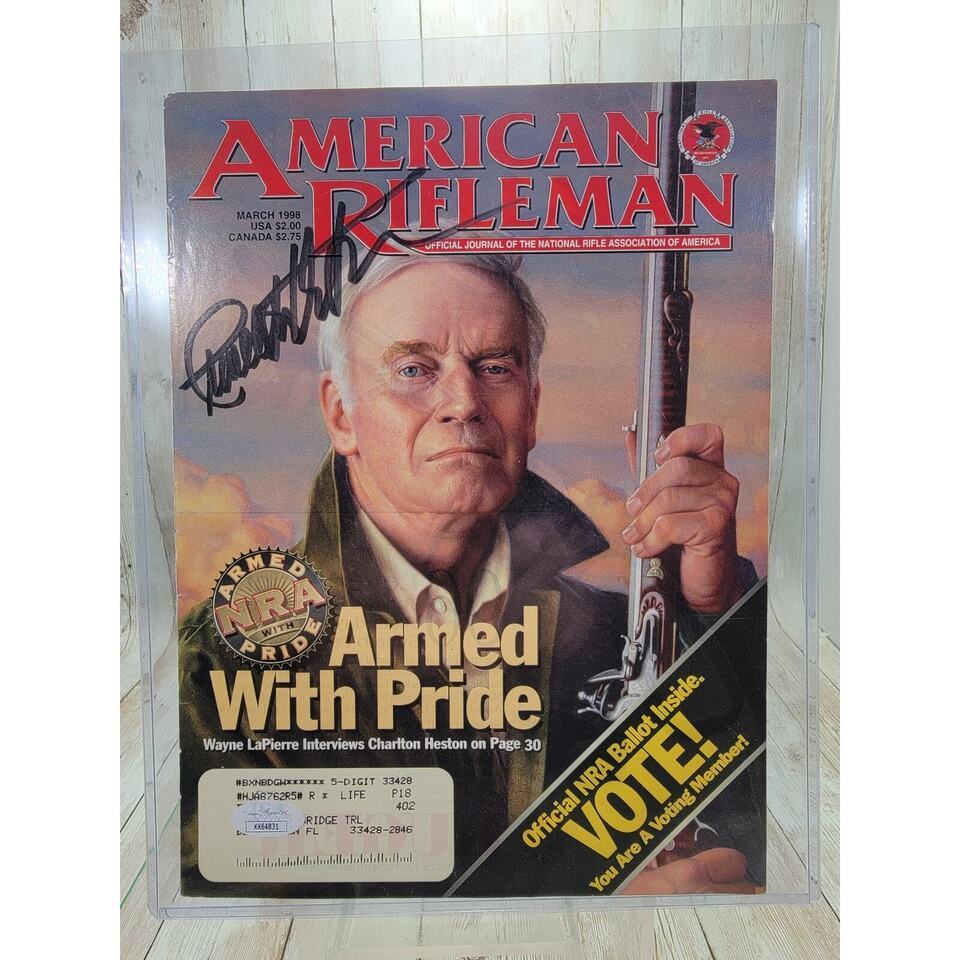 AMERICAN
RIFLEMAN
MARCH 1998
USA $2.00
CANADA $2.75
OFFICIAL JOURNAL OF THE NATIONAL RIFLE ASSOCIATION OF AMERICA
ARMED
NRA
WITH
PRIDE
Armed
With Pride
Wayne LaPierre Interviews Charlton Heston on Page 30
#BXNBDGW****** 5-DIGIT 33428
#HJA8762R5# R * LIFE P18
402
KK64831
BRIDGE TRL
FL 33428-2846
Official NRA Ballot Inside.
VOTE!
You Are A Voting Member!